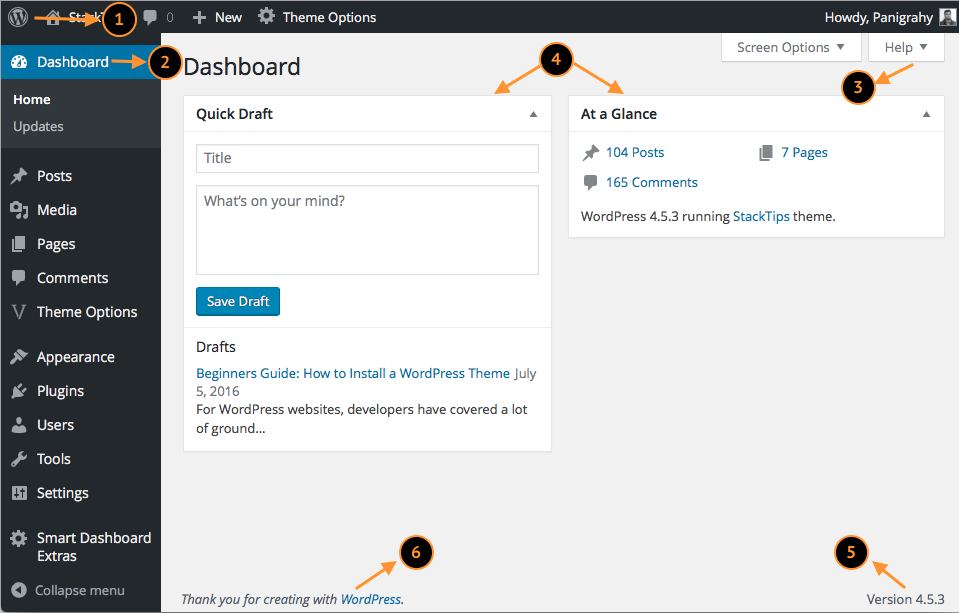 1
StackT
0
New
Theme Options
Howdy, Panigrahy
Dashboard
2
Dashboard
4
Screen Options
Help
3
Home
Updates
Posts
Media
Pages
Comments
Theme Options
Appearance
Plugins
Users
Tools
Settings
Smart Dashboard
Extras
Collapse menu
Quick Draft
Title
What's on your mind?
Save Draft
Drafts
Beginners Guide: How to Install a WordPress Theme July
5, 2016
For WordPress websites, developers have covered a lot
of ground...
At a Glance
104 Posts
7 Pages
165 Comments
WordPress 4.5.3 running StackTips theme.
6
5
Thank you for creating with WordPress.
Version 4.5.3